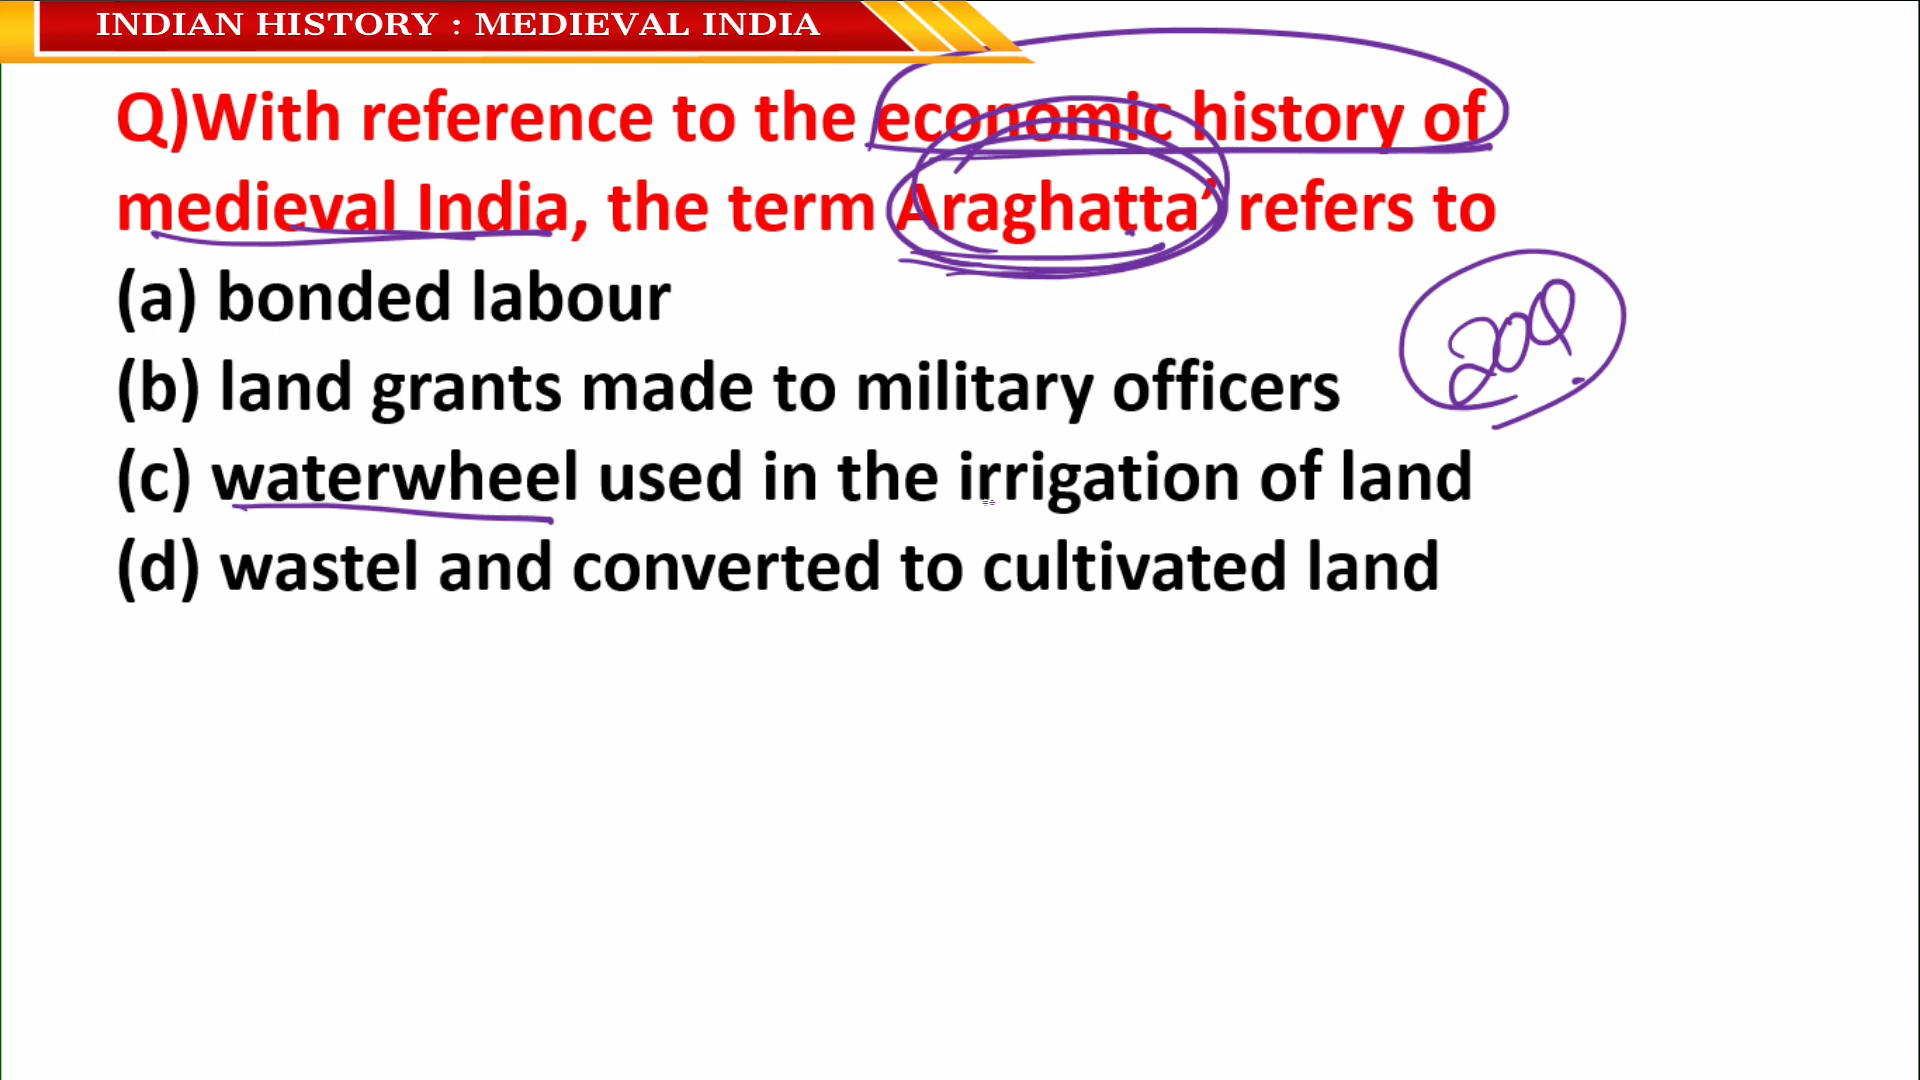 INDIAN HISTORY : MEDIEVAL INDIA
Q)With reference to the economic history of
medieval India, the term Araghatta’ refers to
(a) bonded labour
(b) land grants made to military officers
(c) waterwheel used in the irrigation of land
(d) wastel and converted to cultivated land